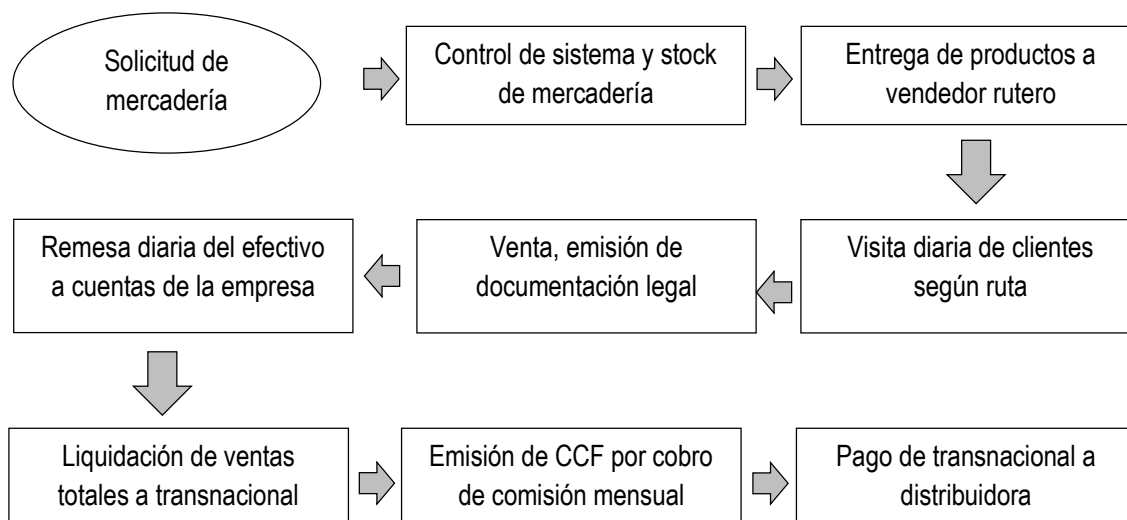 Solicitud de
mercadería
Control de sistema y stock
de mercadería
Entrega de productos a
vendedor rutero
Visita diaria de clientes
según ruta
Venta, emisión de
documentación legal
Remesa diaria del efectivo
a cuentas de la empresa
Liquidación de ventas
totales a transnacional
Emisión de CCF por cobro
de comisión mensual
Pago de transnacional a
distribuidora